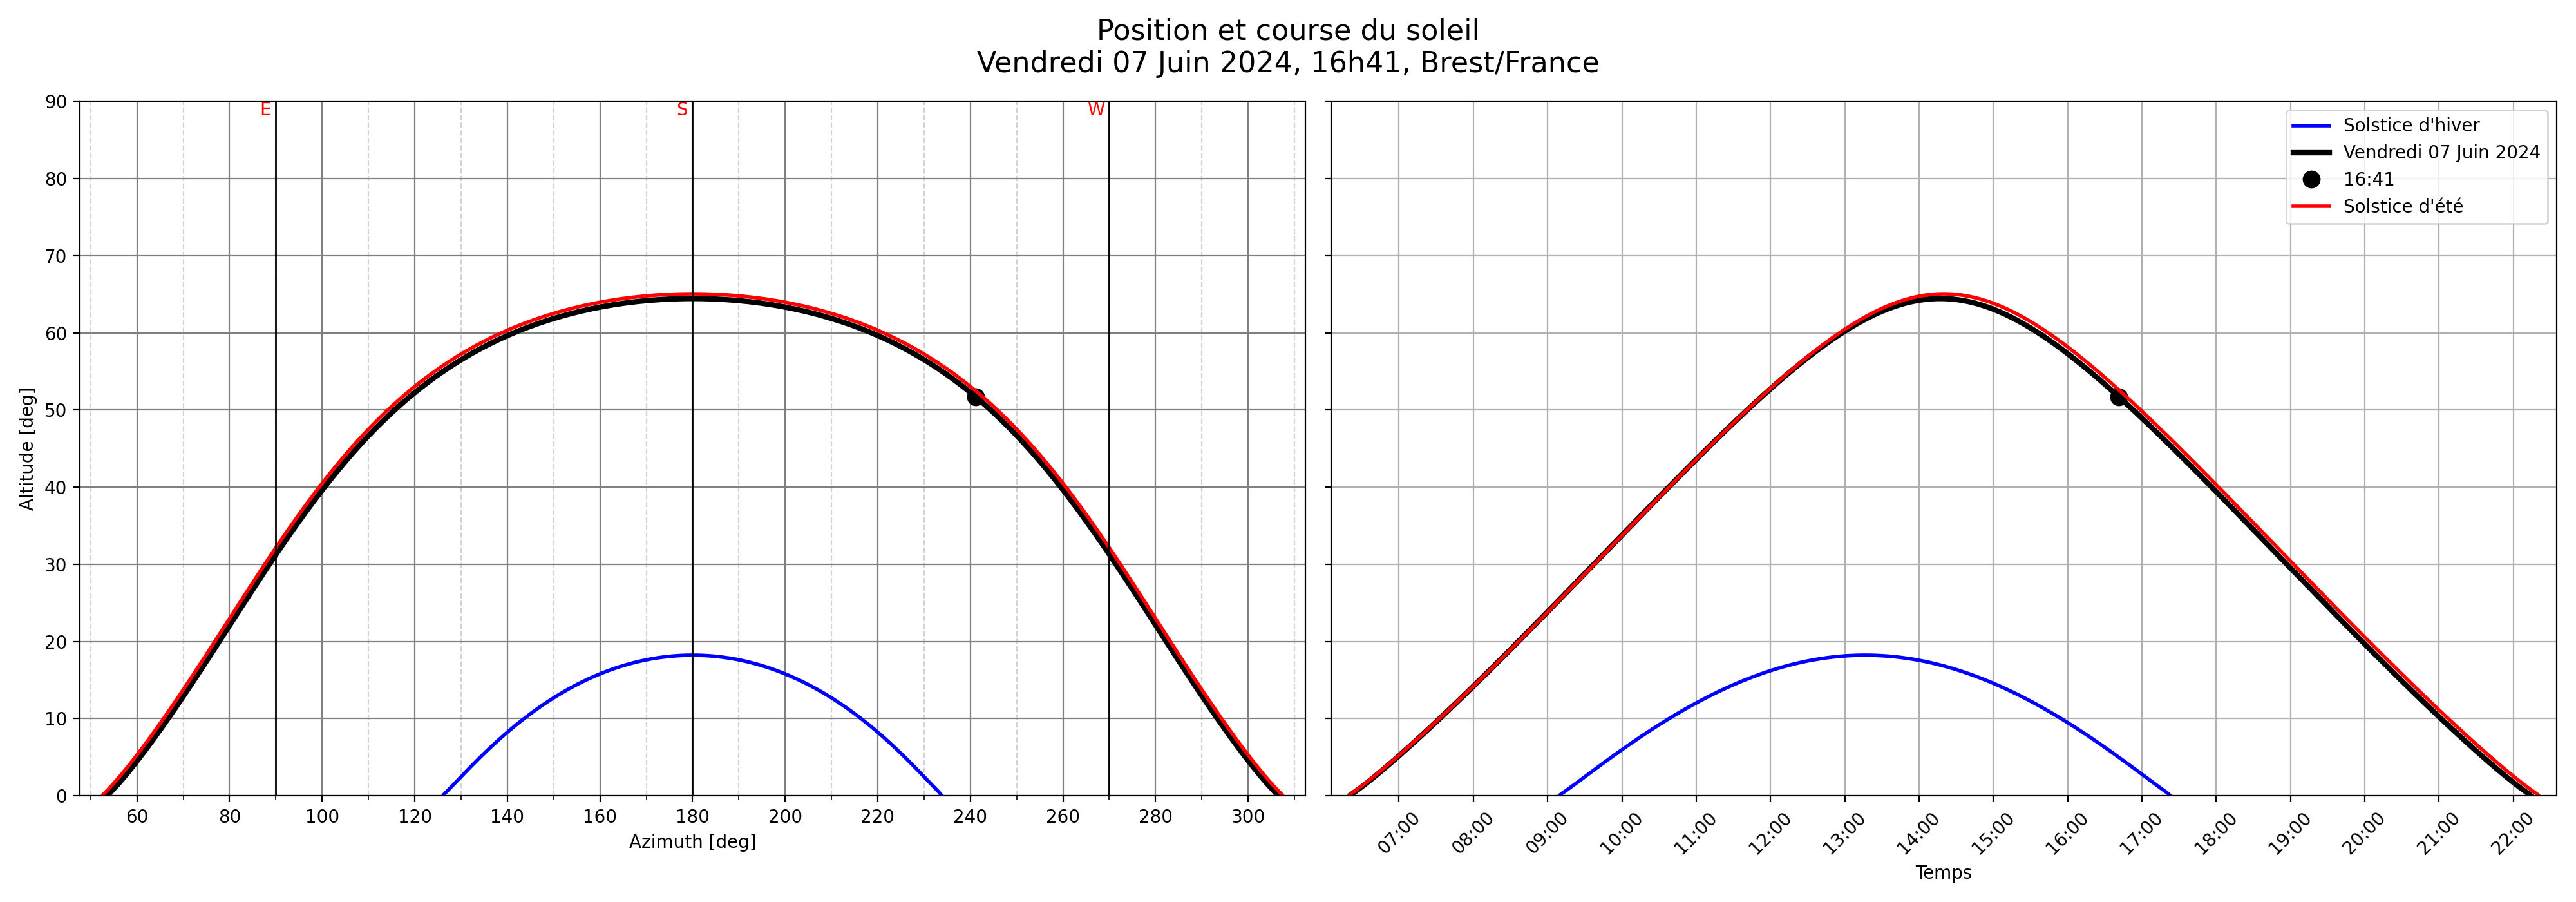 Position et course du soleil
Vendredi 07 Juin 2024, 16h41, Brest/France
E
S
W
90
80
70
60
50
40
30
20
10
0
Altitude [deg]
60 80 100 120 140 160 180 200 220 240 260 280 300
Azimuth [deg]
Solstice d'hiver
Vendredi 07 Juin 2024
16:41
Solstice d'été
07:00 08:00 09:00 10:00 11:00 12:00 13:00 14:00 15:00 16:00 17:00 18:00 19:00 20:00 21:00 22:00
Temps